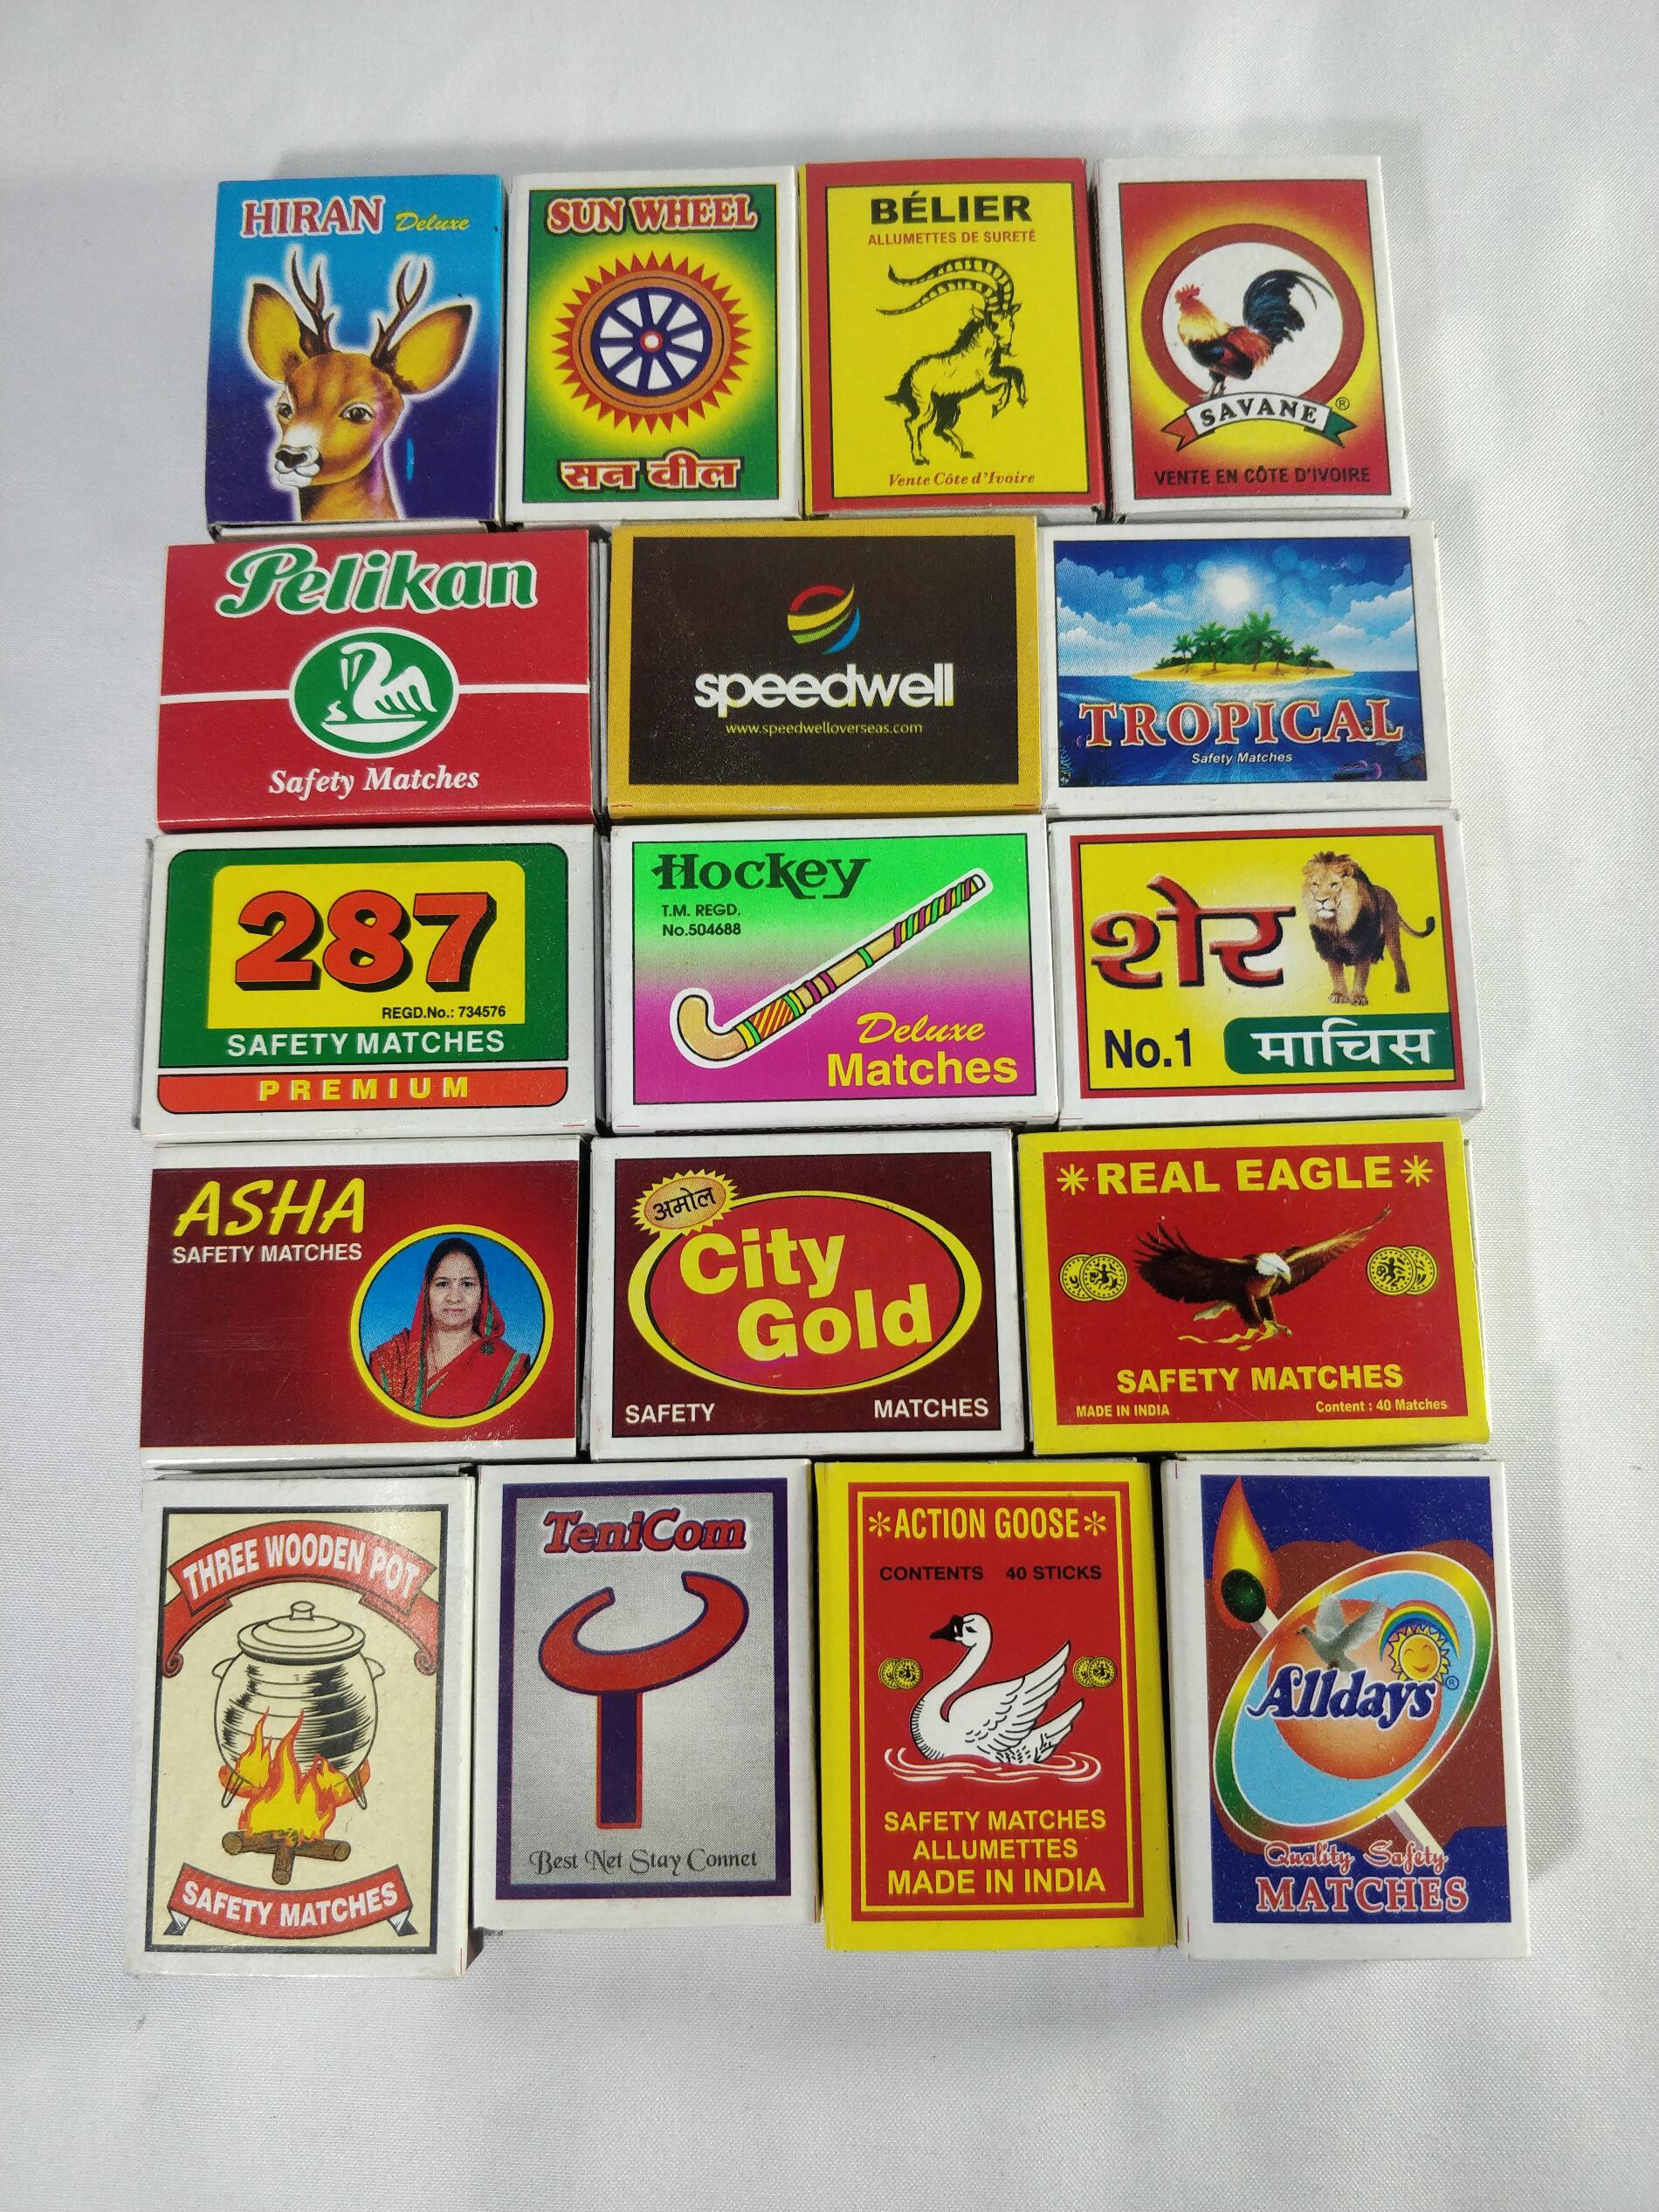 HIRAN Deluxe
SUN WHEEL
सन वील
BÉLIER
ALLUMETTES DE SURETÉ
Vente Côte d'Ivoire
SAVANE ®
VENTE EN CÔTE D'IVOIRE
Pelikan
Safety Matches
speedwell
www.speedwelloverseas.com
TROPICAL
Safety Matches
287
REGD.No.: 734576
SAFETY MATCHES
PREMIUM
Hockey
T.M. REGD.
No.504688
Deluxe
Matches
शेर
No.1 माचिस
ASHA
SAFETY MATCHES
अमोल
City
Gold
SAFETY MATCHES
*REAL EAGLE*
SAFETY MATCHES
MADE IN INDIA Content : 40 Matches
THREE WOODEN POT
SAFETY MATCHES
TeniCom
Best Net Stay Connet
*ACTION GOOSE*
CONTENTS 40 STICKS
SAFETY MATCHES
ALLUMETTES
MADE IN INDIA
Alldays ®
Quality Safety
MATCHES